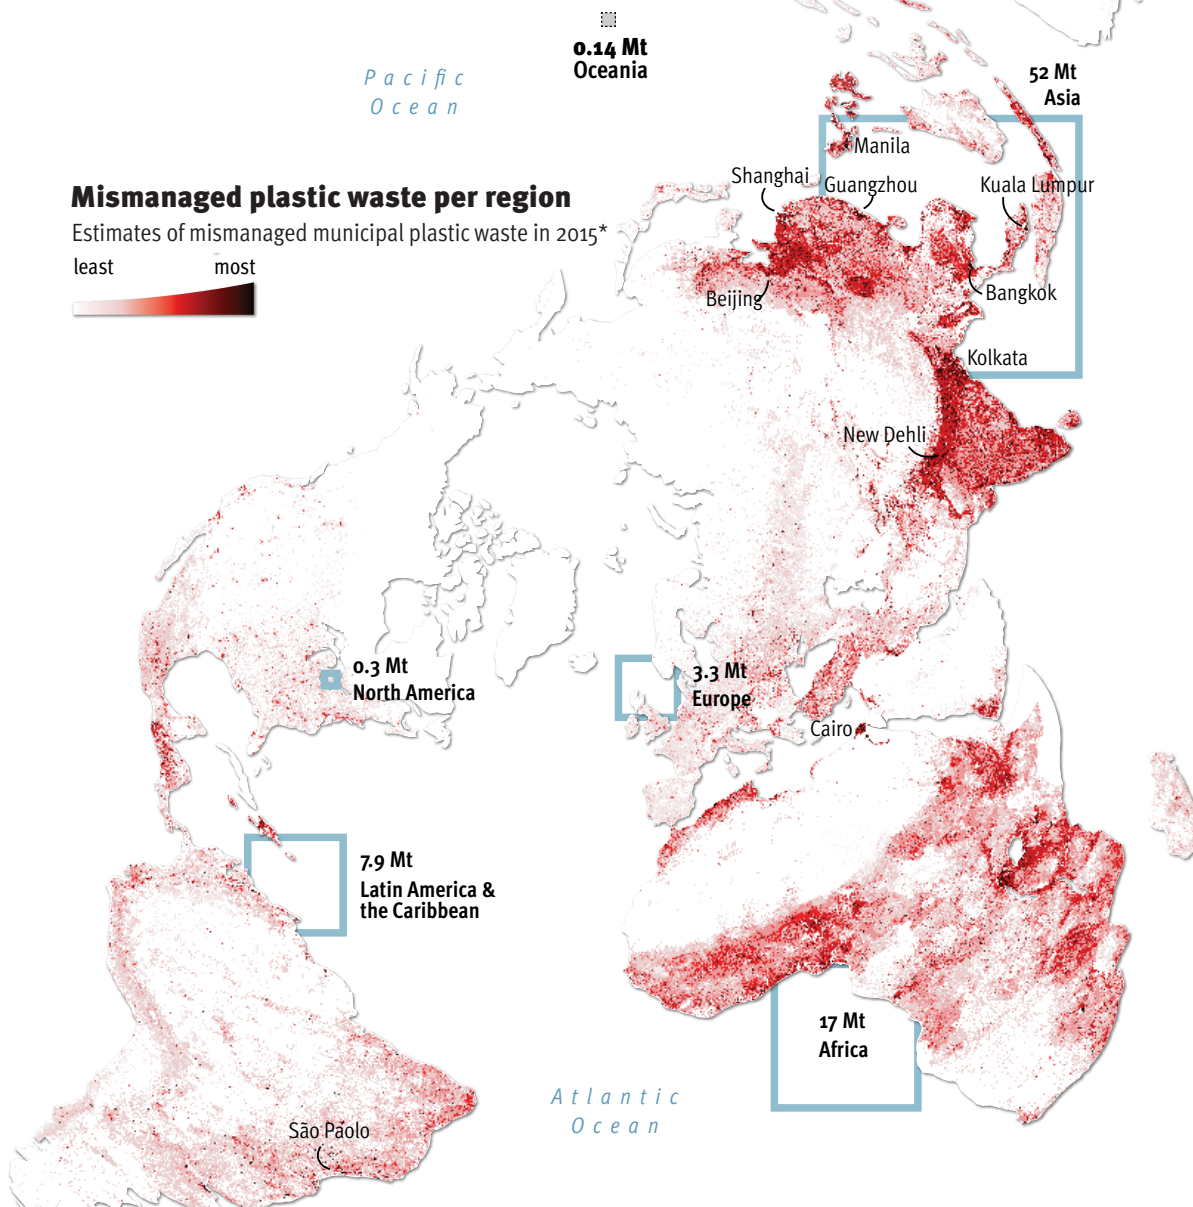 0.14 Mt
Oceania
Pacific
Ocean
52 Mt
Asia
Manila
Shanghai
Guangzhou
Kuala Lumpur
Mismanaged plastic waste per region
Estimates of mismanaged municipal plastic waste in 2015*
least
most
Beijing
Bangkok
Kolkata
New Dehli
0.3 Mt
North America
3.3 Mt
Europe
Cairo
7.9 Mt
Latin America &
the Caribbean
17 Mt
Africa
Atlantic
Ocean
São Paolo